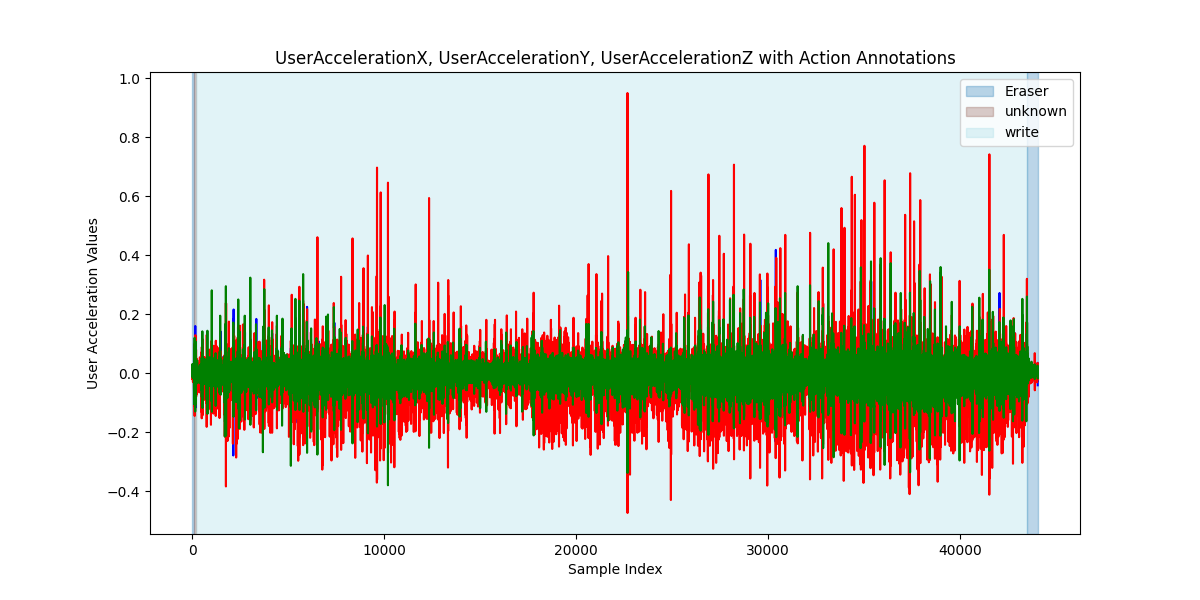 UserAccelerationX, UserAccelerationY, UserAccelerationZ with Action Annotations
Eraser
unknown
write
User Acceleration Values
1.0
0.8
0.6
0.4
0.2
0.0
−0.2
−0.4
0 10000 20000 30000 40000
Sample Index